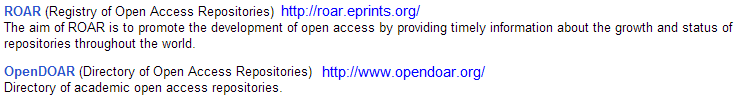 ROAR (Registry of Open Access Repositories) http://roar.eprints.org/
The aim of ROAR is to promote the development of open access by providing timely information about the growth and status of
repositories throughout the world.
OpenDOAR (Directory of Open Access Repositories) http://www.opendoar.org/
Directory of academic open access repositories.